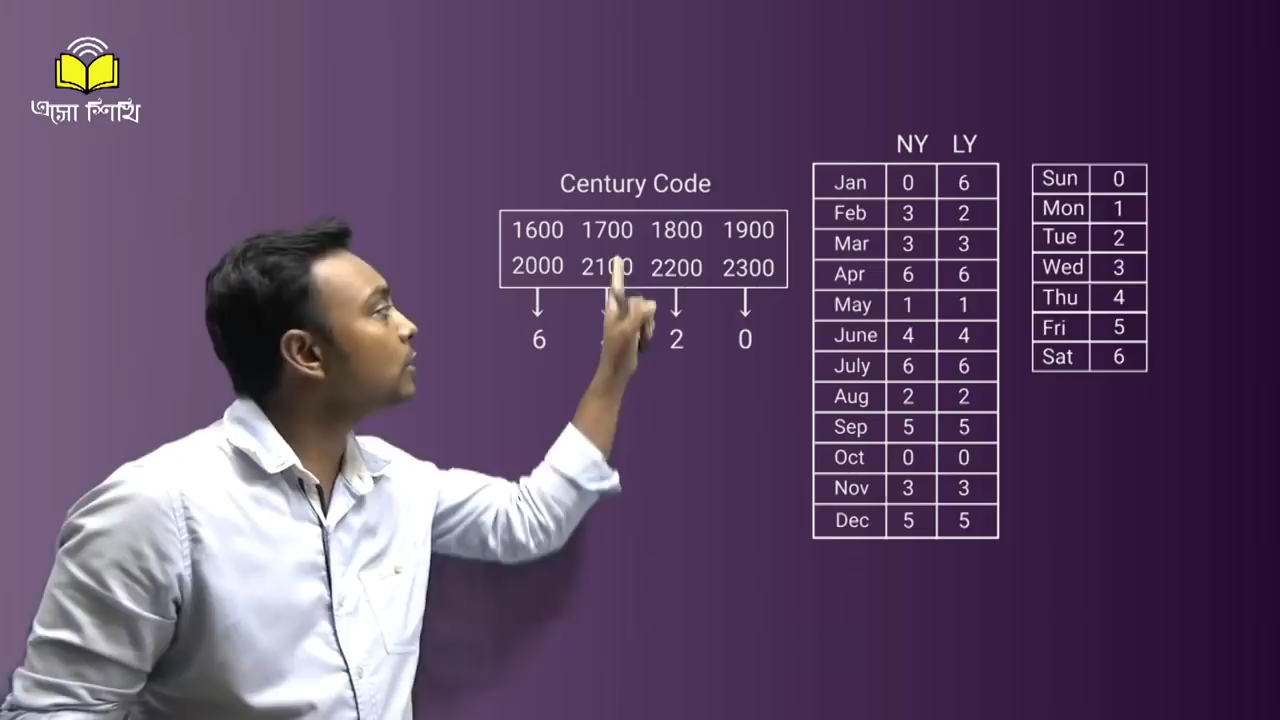 এসো শিখি
Century Code
1600 1700 1800 1900
2000 2100 2200 2300
6 2 0
NY LY
Jan 0 6
Feb 3 2
Mar 3 3
Apr 6 6
May 1 1
June 4 4
July 6 6
Aug 2 2
Sep 5 5
Oct 0 0
Nov 3 3
Dec 5 5
Sun 0
Mon 1
Tue 2
Wed 3
Thu 4
Fri 5
Sat 6